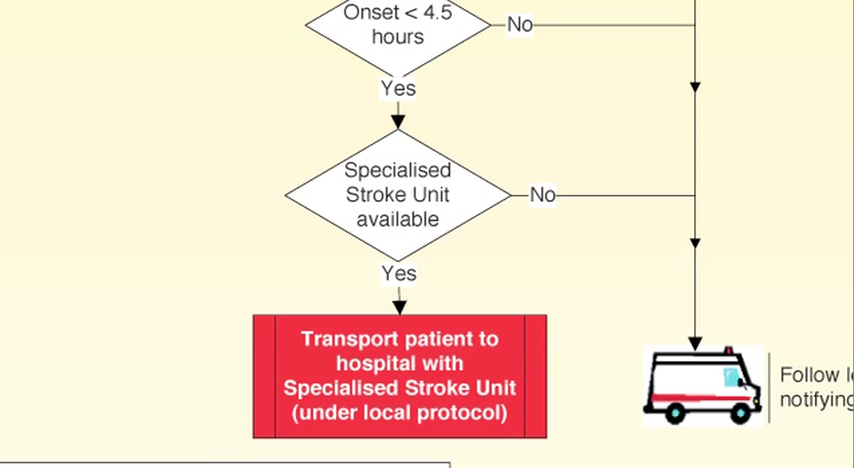 Onset < 4.5
hours
No
Yes
Specialised
Stroke Unit
available
No
Yes
Transport patient to
hospital with
Specialised Stroke Unit
(under local protocol)
Follow
notifying